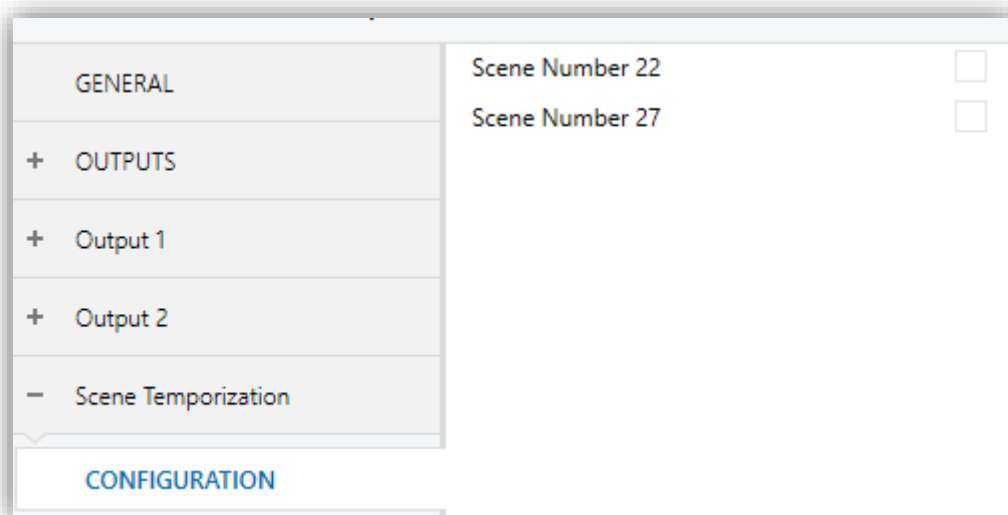 GENERAL
+ OUTPUTS
+ Output 1
+ Output 2
- Scene Temporization
CONFIGURATION
Scene Number 22
Scene Number 27